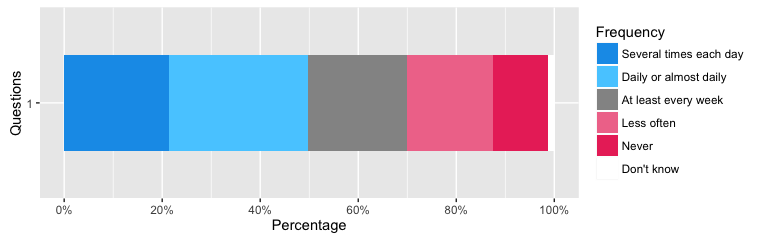 Questions
1
0%
20%
40%
60%
80%
100%
Percentage
Frequency
Several times each day
Daily or almost daily
At least every week
Less often
Never
Don't know